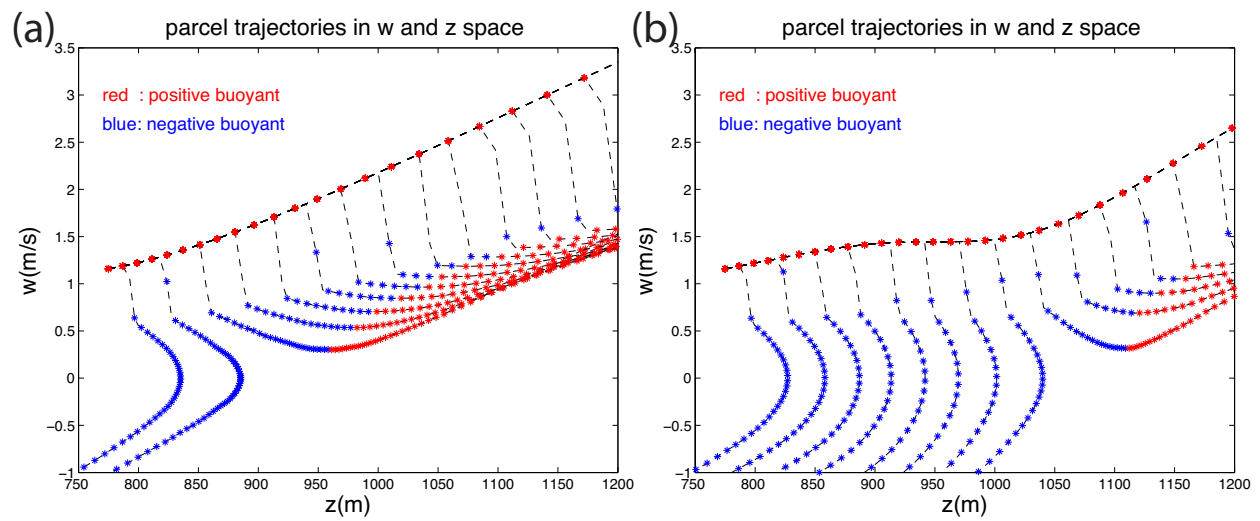 (a)
parcel trajectories in w and z space
red : positive buoyant
blue: negative buoyant
3.5
3
2.5
2
1.5
1
0.5
0
−0.5
−1
w(m/s)
750 800 850 900 950 1000 1050 1100 1150 1200
z(m)
(b)
parcel trajectories in w and z space
red : positive buoyant
blue: negative buoyant
3.5
3
2.5
2
1.5
1
0.5
0
−0.5
−1
w(m/s)
750 800 850 900 950 1000 1050 1100 1150 1200
z(m)